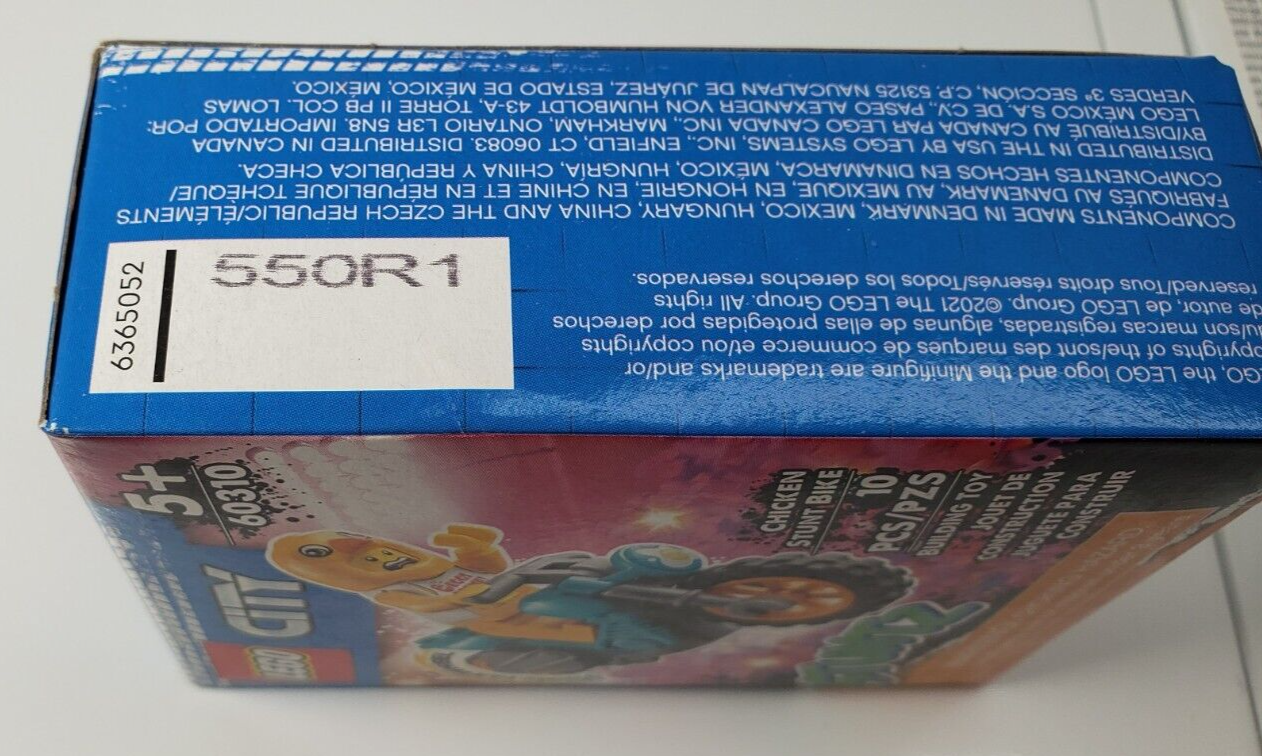 COMPONENTS MADE IN DENMARK, MEXICO, HUNGARY, CHINA AND THE CZECH REPUBLIC/ÉLÉMENTS
FABRIQUÉS AU DANEMARK, AU MEXIQUE, EN HONGRIE, EN CHINE ET EN RÉPUBLIQUE TCHÈQUE/
COMPONENTES HECHOS EN DINAMARCA, MÉXICO, HUNGRÍA, CHINA Y REPÚBLICA CHECA.
DISTRIBUTED IN THE USA BY LEGO SYSTEMS, INC., ENFIELD, CT 06083. DISTRIBUTED IN CANADA
BY/DISTRIBUÉ AU CANADA PAR LEGO CANADA INC., MARKHAM, ONTARIO L3R 5N8. IMPORTADO POR:
LEGO MÉXICO S.A. DE C.V., PASEO ALEXANDER VON HUMBOLDT 43-A, TORRE II PB COL. LOMAS
VERDES 3ª SECCIÓN, C.P. 53125 NAUCALPAN DE JUÁREZ, ESTADO DE MÉXICO, MÉXICO.
6365052
550R1
the LEGO logo and the Minifigure are trademarks and/or
of the/sont des marques de commerce et/ou copyrights
marcas registradas, algunas de ellas protegidas por derechos
de autor, de LEGO Group. ©2021 The LEGO Group. All rights
reserved/Tous droits réservés/Todos los derechos reservados.
5+
60310
LEGO
CITY
CHICKEN
STUNT BIKE
10
PCS/PZS
BUILDING TOY
JOUET DE
CONSTRUCTION
JUGUETE PARA
CONSTRUIR